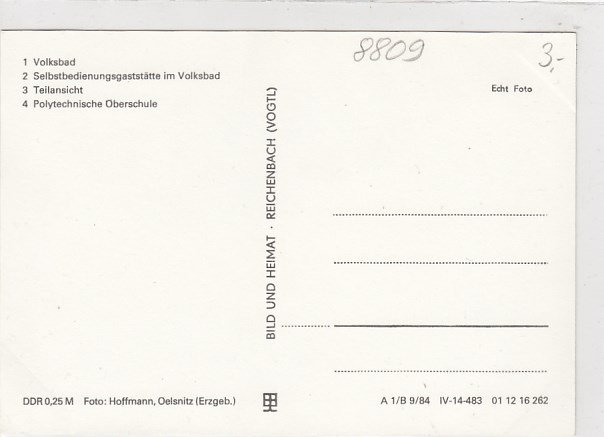 8809
3,-
1 Volksbad
2 Selbstbedienungsgaststätte im Volksbad
3 Teilansicht
4 Polytechnische Oberschule
Echt Foto
BILD UND HEIMAT · REICHENBACH (VOGTL)
DDR 0,25 M Foto: Hoffmann, Oelsnitz (Erzgeb.)
A 1/B 9/84 IV-14-483 01 12 16 262